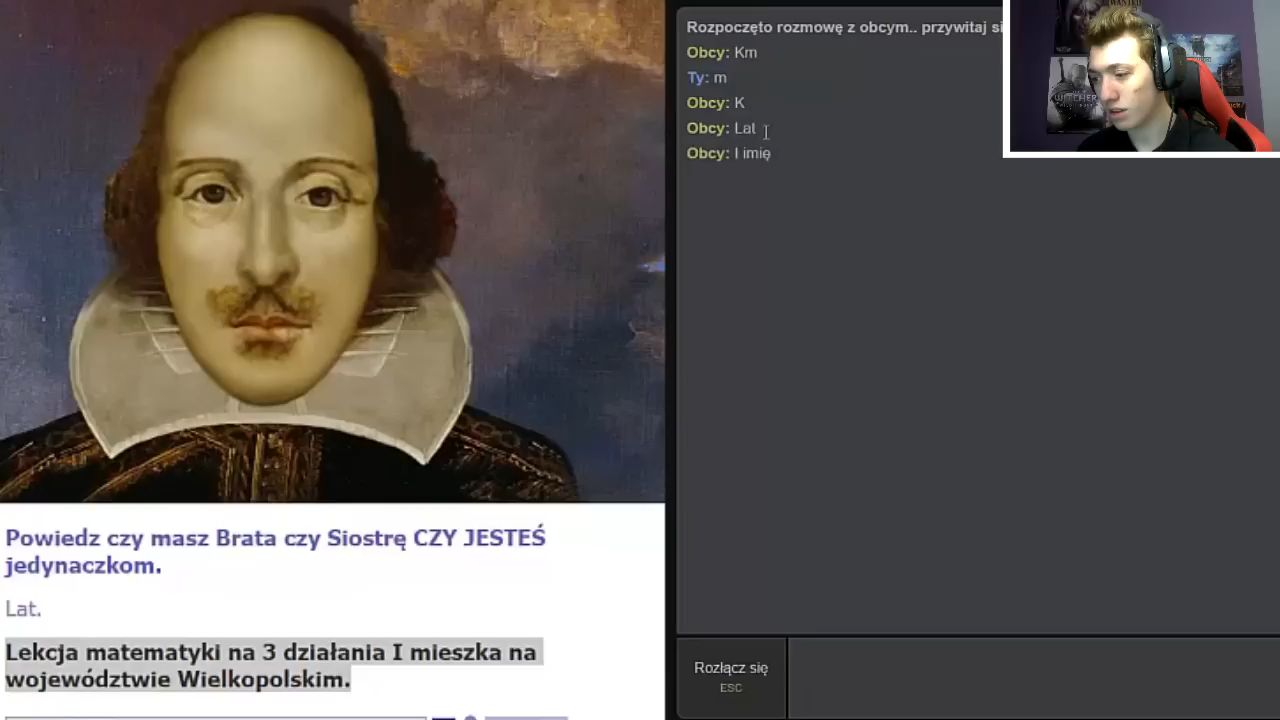 Powiedz czy masz Brata czy Siostrę CZY JESTEŚ
jedynaczkom.
Lat.
Lekcja matematyki na 3 działania I mieszka na
województwie Wielkopolskim.
Rozpoczęto rozmowę z obcym.. przywitaj
Obcy: Km
Ty: m
Obcy: K
Obcy: Lat
Obcy: I imię
Rozłącz się
ESC
WITCHER